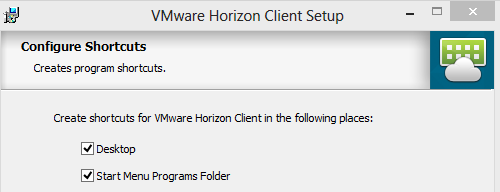 VMware Horizon Client Setup
Configure Shortcuts
Creates program shortcuts.
Create shortcuts for VMware Horizon Client in the following places:
Desktop
Start Menu Programs Folder